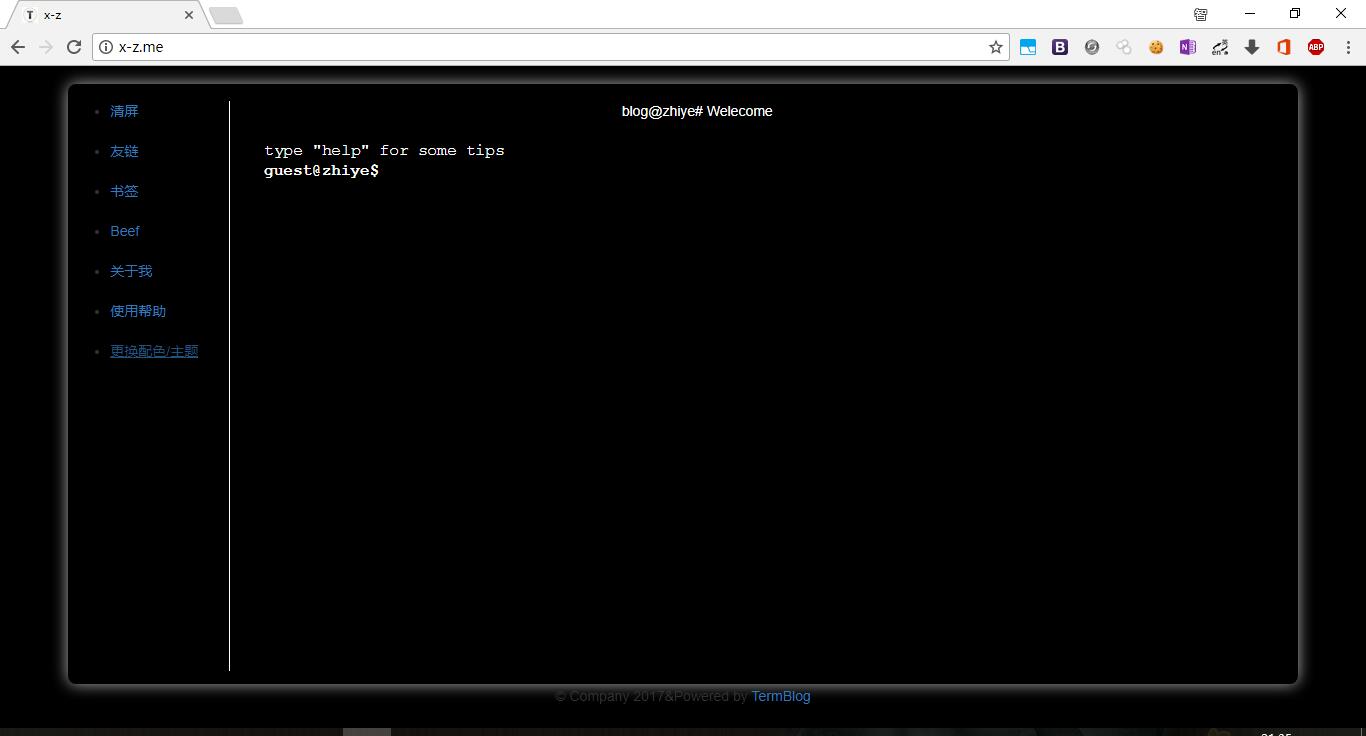 x-z
x-z.me
清屏
友链
书签
Beef
关于我
使用帮助
更换配色/主题
blog@zhiye# Welecome
type "help" for some tips
guest@zhiye$
© Company 2017&Powered by TermBlog